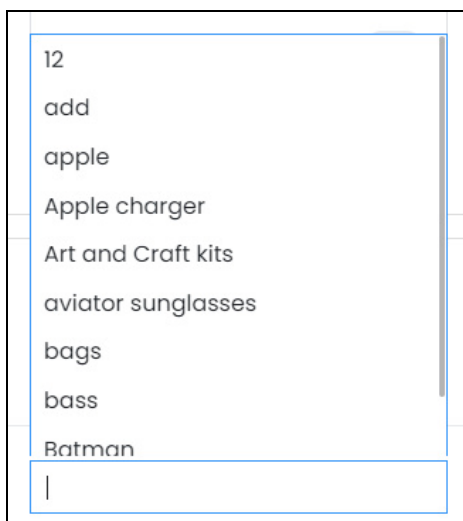 12
add
apple
Apple charger
Art and Craft kits
aviator sunglasses
bags
bass
Batman